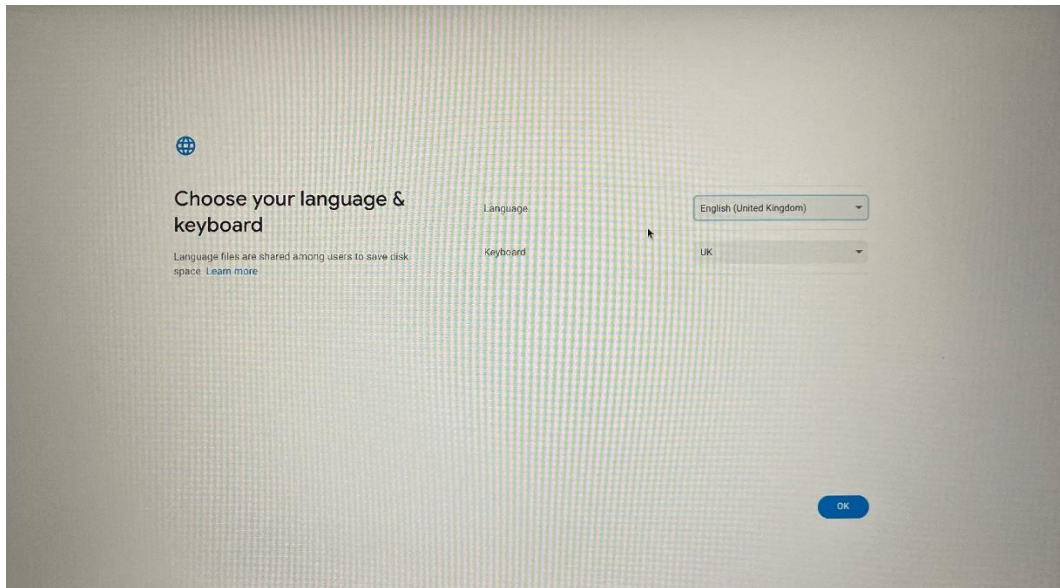 Choose your language &
keyboard
Language files are shared among users to save disk
space. Learn more
Language
English (United Kingdom)
Keyboard
UK
OK